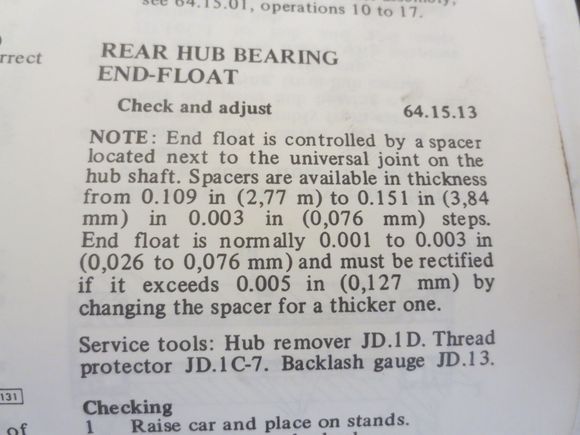 see 64.15.01, operations 10 to 17.
rrect
REAR HUB BEARING
END-FLOAT
Check and adjust 64.15.13
NOTE: End float is controlled by a spacer
located next to the universal joint on the
hub shaft. Spacers are available in thickness
from 0.109 in (2,77 m) to 0.151 in (3,84
mm) in 0.003 in (0,076 mm) steps.
End float is normally 0.001 to 0.003 in
(0,026 to 0,076 mm) and must be rectified
if it exceeds 0.005 in (0,127 mm) by
changing the spacer for a thicker one.
Service tools: Hub remover JD.1D. Thread
protector JD.1C-7. Backlash gauge JD.13.
131
Checking
of
1 Raise car and place on stands.